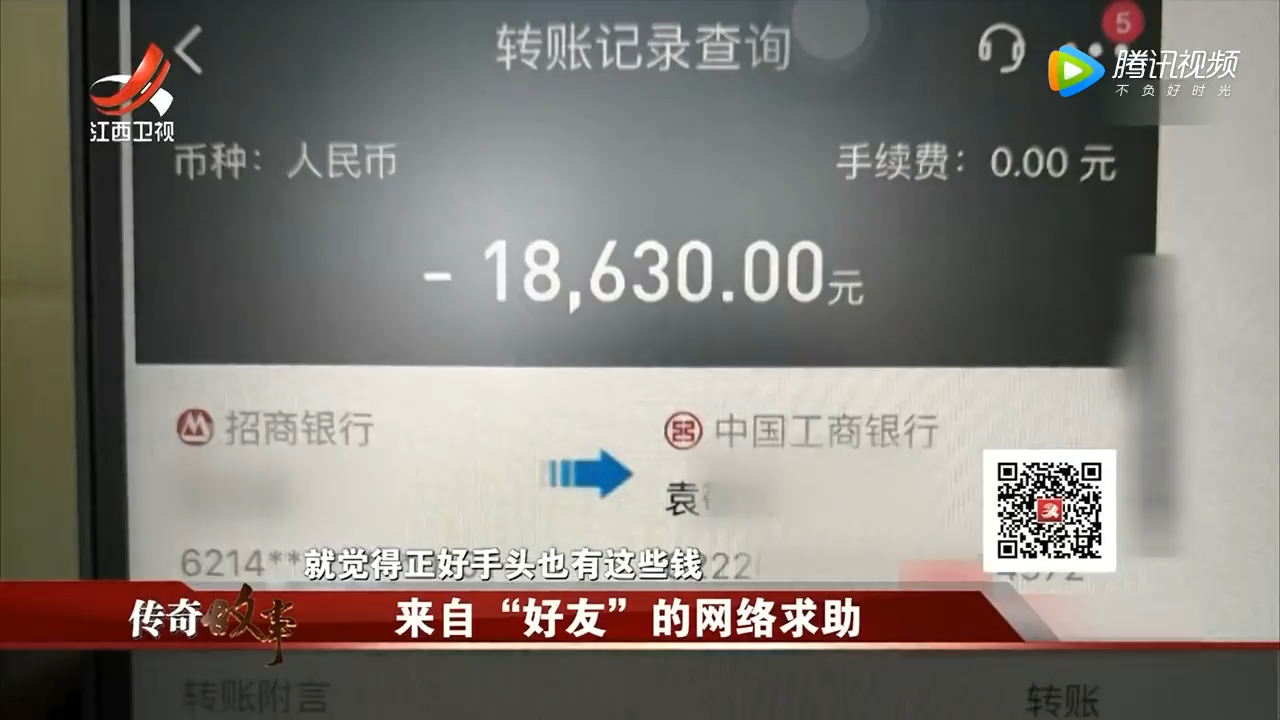 转账记录查询
5
腾讯视频
不负好时光
江西卫视
币种：人民币
手续费：0.00 元
- 18,630.00元
招商银行
中国工商银行
袁
6214**
222
就觉得正好手头也有这些钱
传奇故事
来自“好友”的网络求助
转账附言
转账